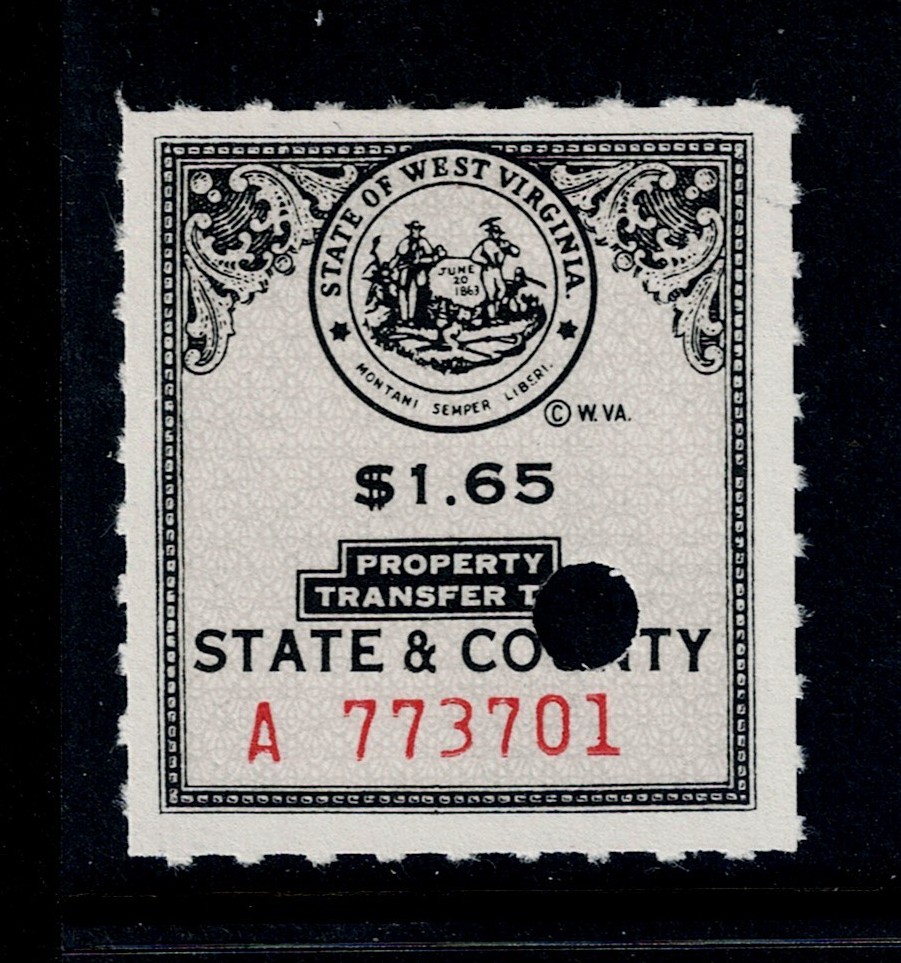 STATE OF WEST VIRGINIA.
JUNE
20
1863
MONTANI SEMPER LIBERI.
© W. VA.
$1.65
PROPERTY
TRANSFER
STATE &
A 773701